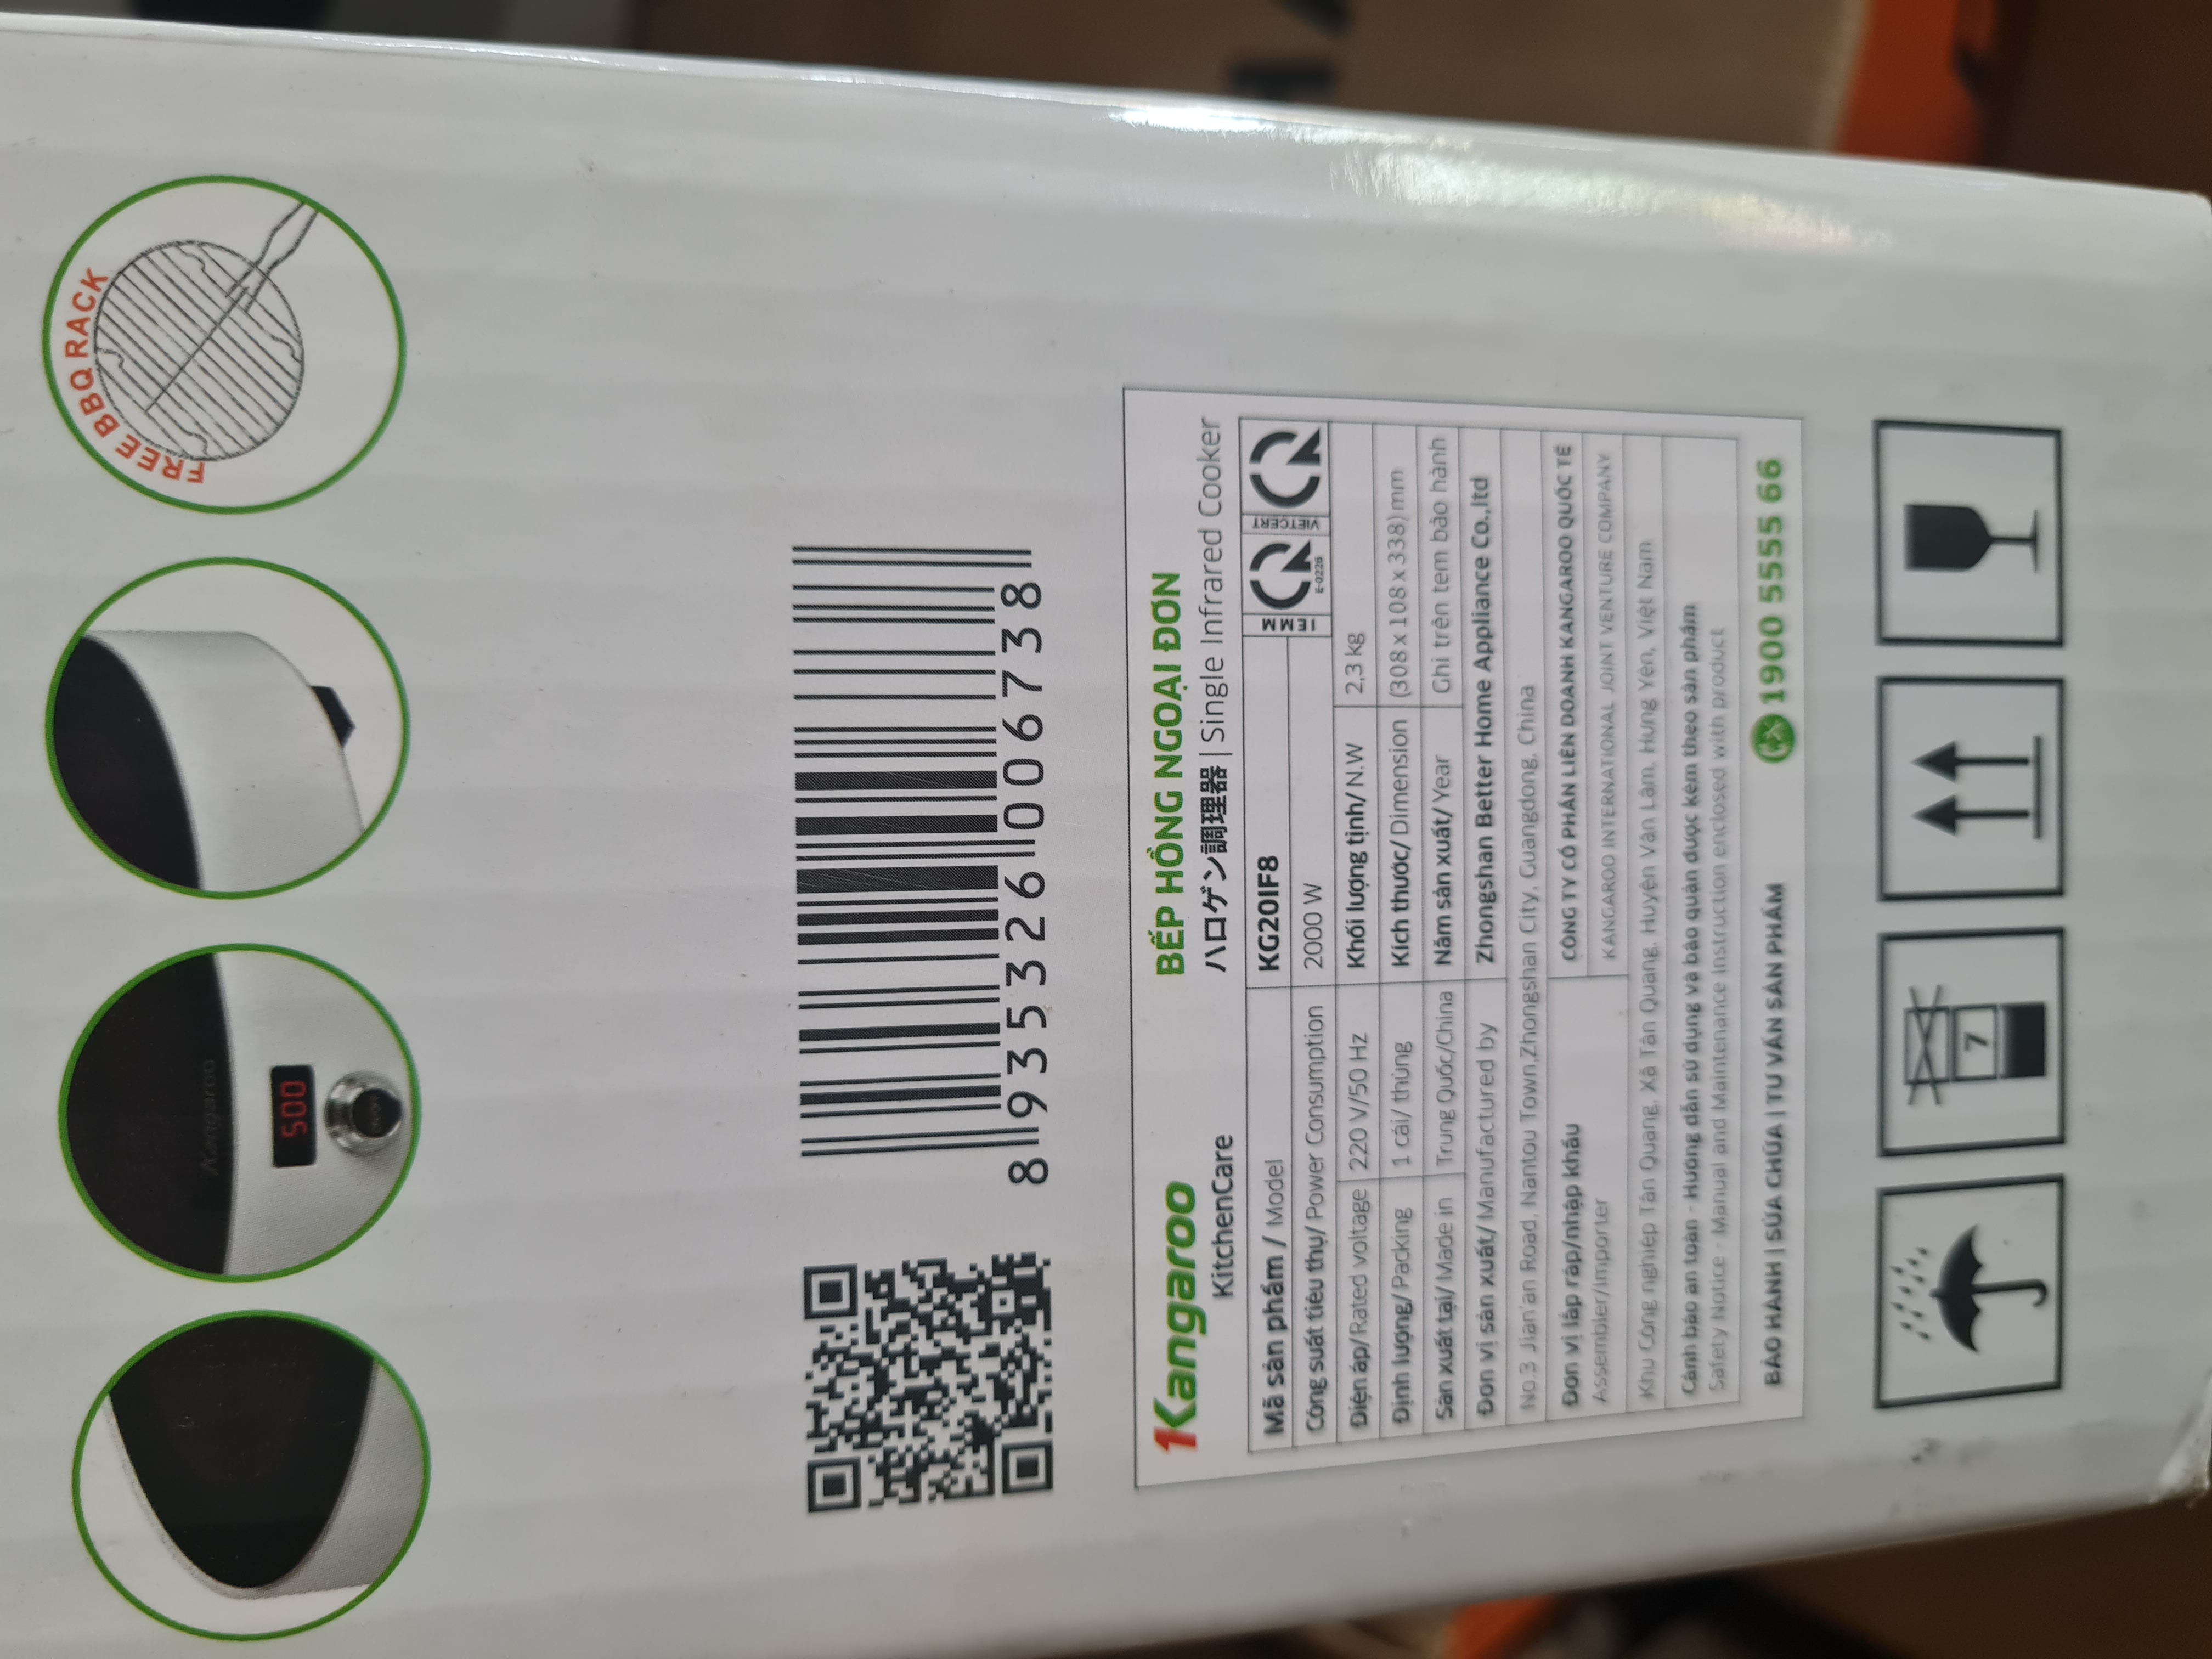 FREE BBQ RACK
Kangaroo
500
8 935326 006738
Kangaroo
KitchenCare
BẾP HỒNG NGOẠI ĐƠN
ハロゲン調理器 | Single Infrared Cooker
Mã sản phẩm / Model KG20IF8
IEMM E-0226 VIETCERT
Công suất tiêu thụ/ Power Consumption 2000 W
Điện áp/Rated voltage 220 V/50 Hz Khối lượng tịnh/ N.W 2,3 kg
Định lượng/ Packing 1 cái/ thùng Kích thước/ Dimension (308 x 108 x 338) mm
Sản xuất tại/ Made in Trung Quốc/China Năm sản xuất/ Year Ghi trên tem bảo hành
Đơn vị sản xuất/ Manufactured by Zhongshan Better Home Appliance Co.,ltd
No.3 Jian'an Road, Nantou Town,Zhongshan City, Guangdong, China
Đơn vị lắp ráp/nhập khẩu CÔNG TY CỔ PHẦN LIÊN DOANH KANGAROO QUỐC TẾ
Assembler/Importer KANGAROO INTERNATIONAL JOINT VENTURE COMPANY
Khu Công nghiệp Tân Quang, Xã Tân Quang, Huyện Văn Lâm, Hưng Yên, Việt Nam
Cảnh báo an toàn - Hướng dẫn sử dụng và bảo quản được kèm theo sản phẩm
Safety Notice - Manual and Maintenance Instruction enclosed with product
BẢO HÀNH | SỬA CHỮA | TƯ VẤN SẢN PHẨM 1900 5555 66
7